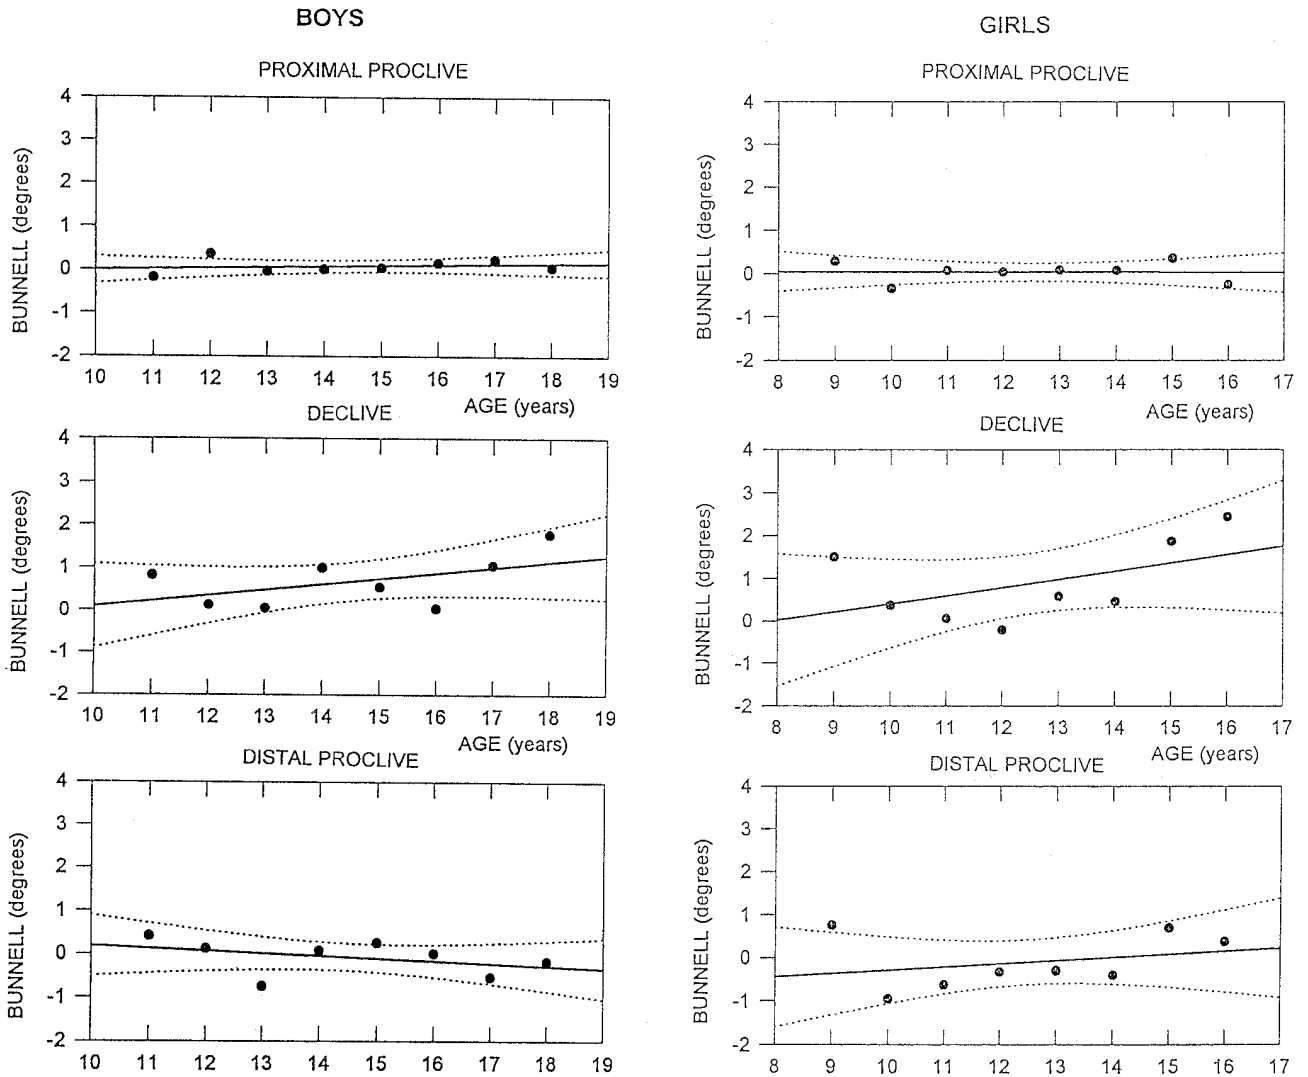 BOYS
GIRLS
PROXIMAL PROCLIVE
BUNNELL (degrees)
4
3
2
1
0
-1
-2
10 11 12 13 14 15 16 17 18 19
AGE (years)
PROXIMAL PROCLIVE
BUNNELL (degrees)
4
3
2
1
0
-1
-2
8 9 10 11 12 13 14 15 16 17
AGE (years)
DECLIVE
BUNNELL (degrees)
4
3
2
1
0
-1
-2
10 11 12 13 14 15 16 17 18 19
AGE (years)
DECLIVE
BUNNELL (degrees)
4
3
2
1
0
-1
-2
8 9 10 11 12 13 14 15 16 17
AGE (years)
DISTAL PROCLIVE
BUNNELL (degrees)
4
3
2
1
0
-1
-2
10 11 12 13 14 15 16 17 18 19
DISTAL PROCLIVE
BUNNELL (degrees)
4
3
2
1
0
-1
-2
8 9 10 11 12 13 14 15 16 17